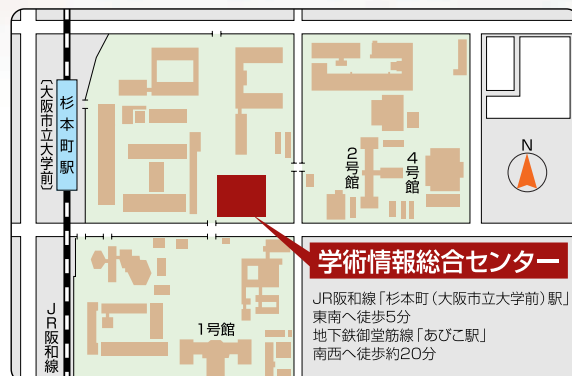 杉本町駅
〔大阪市立大学前〕
2号館
4号館
N
学術情報総合センター
JR阪和線「杉本町(大阪市立大学前)駅」
東南へ徒歩5分
地下鉄御堂筋線「あびこ駅」
南西へ徒歩約20分
JR阪和線
1号館